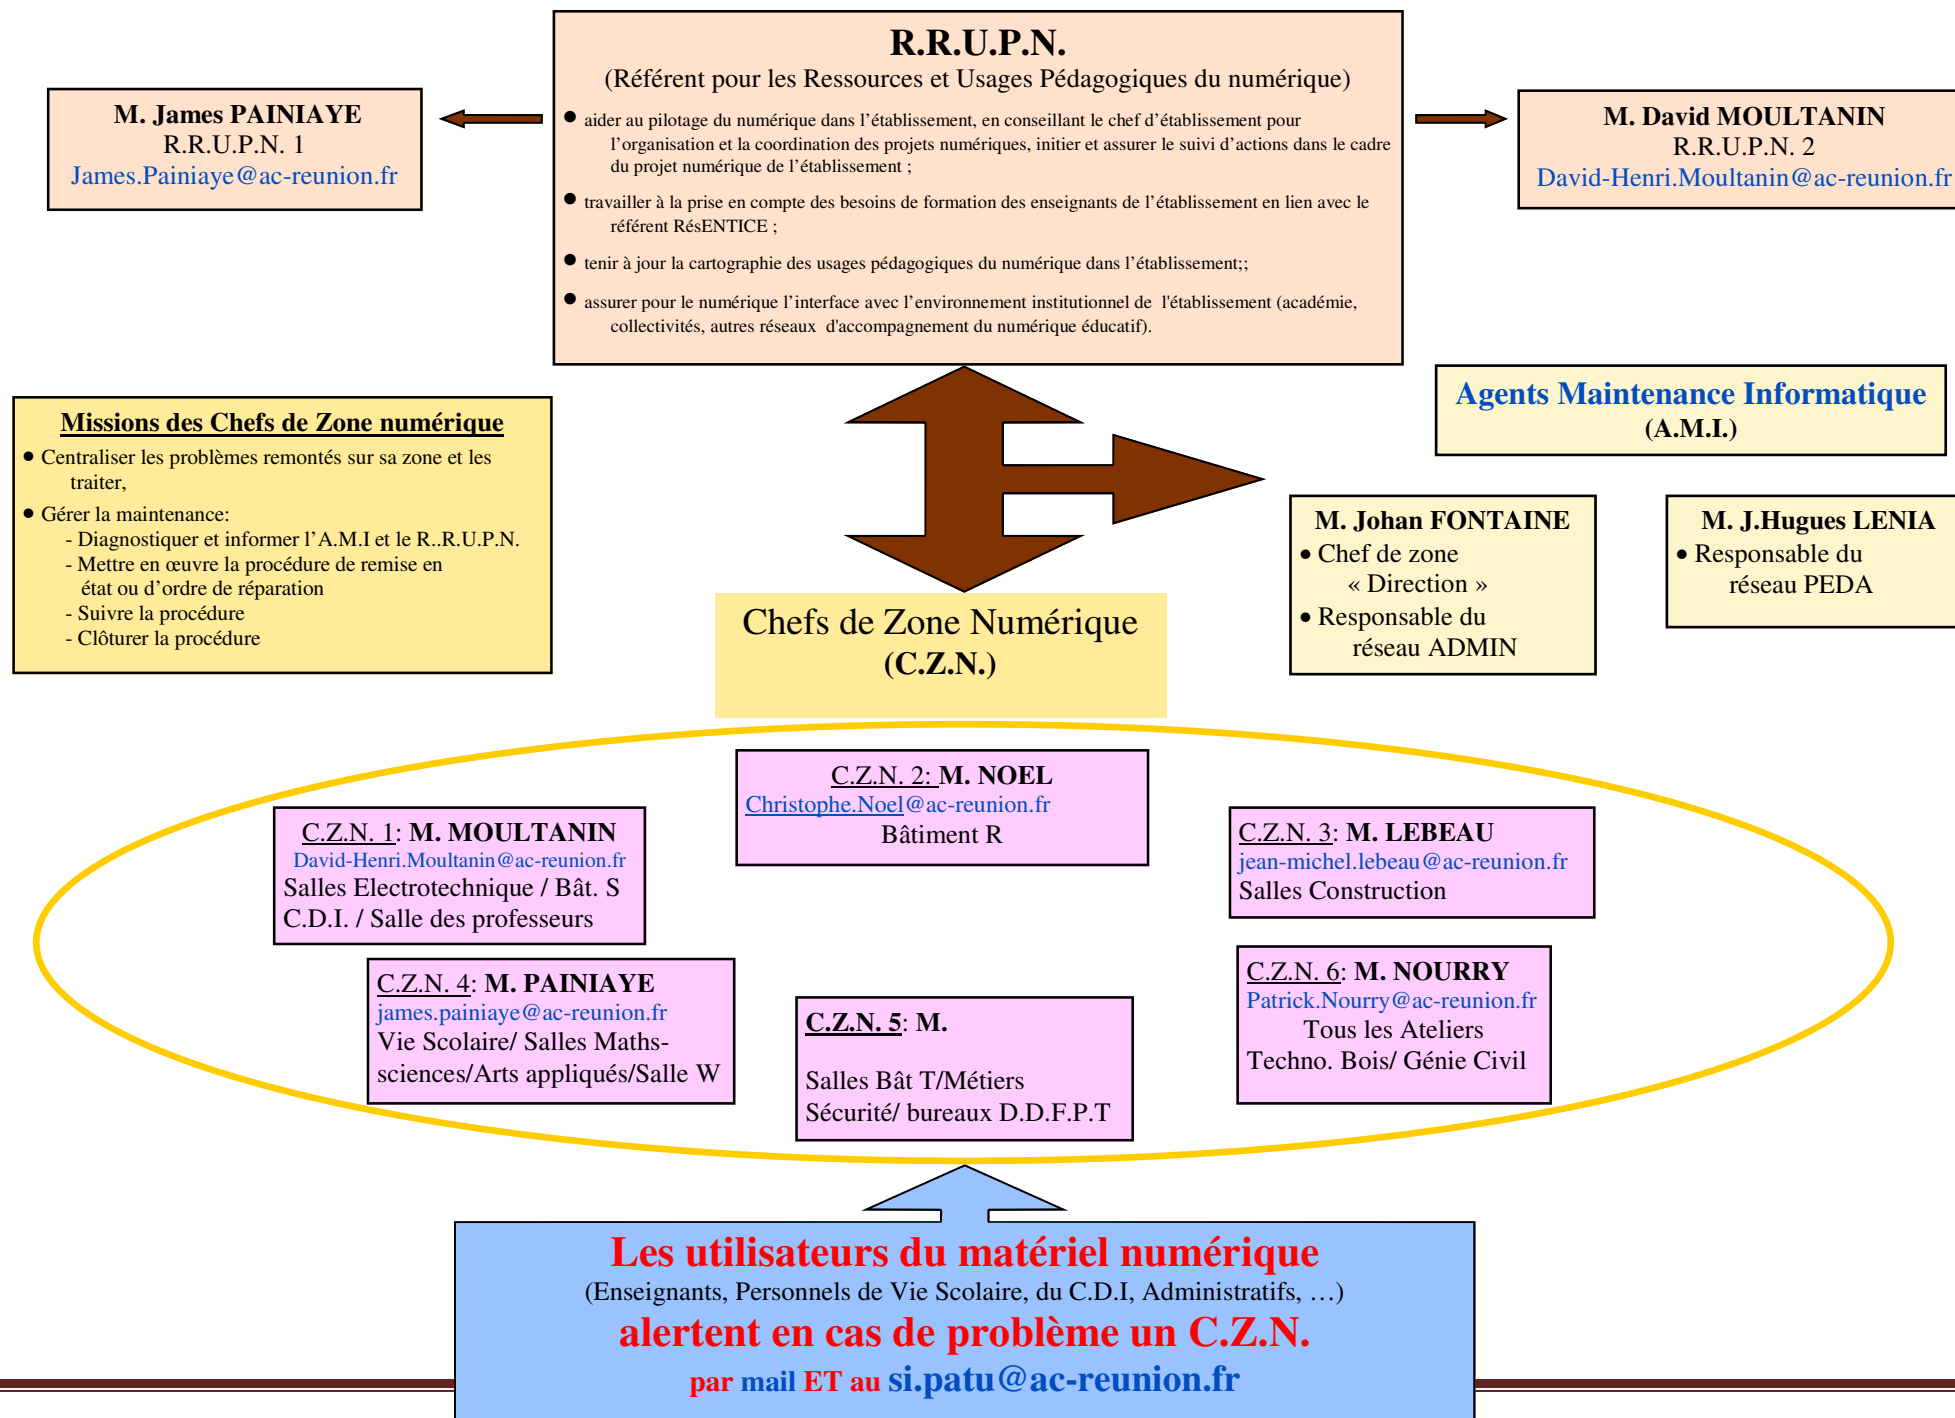 R.R.U.P.N.
(Référent pour les Ressources et Usages Pédagogiques du numérique)
● aider au pilotage du numérique dans l’établissement, en conseillant le chef d’établissement pour
l’organisation et la coordination des projets numériques, initier et assurer le suivi d’actions dans le cadre
du projet numérique de l’établissement ;
● travailler à la prise en compte des besoins de formation des enseignants de l’établissement en lien avec le
référent RésENTICE ;
● tenir à jour la cartographie des usages pédagogiques du numérique dans l’établissement;;
● assurer pour le numérique l’interface avec l’environnement institutionnel de l'établissement (académie,
collectivités, autres réseaux d'accompagnement du numérique éducatif).
M. James PAINIAYE
R.R.U.P.N. 1
James.Painiaye@ac-reunion.fr
M. David MOULTANIN
R.R.U.P.N. 2
David-Henri.Moultanin@ac-reunion.fr
Missions des Chefs de Zone numérique
● Centraliser les problèmes remontés sur sa zone et les
traiter,
● Gérer la maintenance:
- Diagnostiquer et informer l’A.M.I et le R..R.U.P.N.
- Mettre en œuvre la procédure de remise en
état ou d’ordre de réparation
- Suivre la procédure
- Clôturer la procédure
Agents Maintenance Informatique
(A.M.I.)
M. Johan FONTAINE
● Chef de zone
« Direction »
● Responsable du
réseau ADMIN
M. J.Hugues LENIA
● Responsable du
réseau PEDA
Chefs de Zone Numérique
(C.Z.N.)
C.Z.N. 1: M. MOULTANIN
David-Henri.Moultanin@ac-reunion.fr
Salles Electrotechnique / Bât. S
C.D.I. / Salle des professeurs
C.Z.N. 2: M. NOEL
Christophe.Noel@ac-reunion.fr
Bâtiment R
C.Z.N. 3: M. LEBEAU
jean-michel.lebeau@ac-reunion.fr
Salles Construction
C.Z.N. 4: M. PAINIAYE
james.painiaye@ac-reunion.fr
Vie Scolaire/ Salles Maths-
sciences/Arts appliqués/Salle W
C.Z.N. 5: M.
Salles Bât T/Métiers
Sécurité/ bureaux D.D.F.P.T
C.Z.N. 6: M. NOURRY
Patrick.Nourry@ac-reunion.fr
Tous les Ateliers
Techno. Bois/ Génie Civil
Les utilisateurs du matériel numérique
(Enseignants, Personnels de Vie Scolaire, du C.D.I, Administratifs, …)
alertent en cas de problème un C.Z.N.
par mail ET au si.patu@ac-reunion.fr